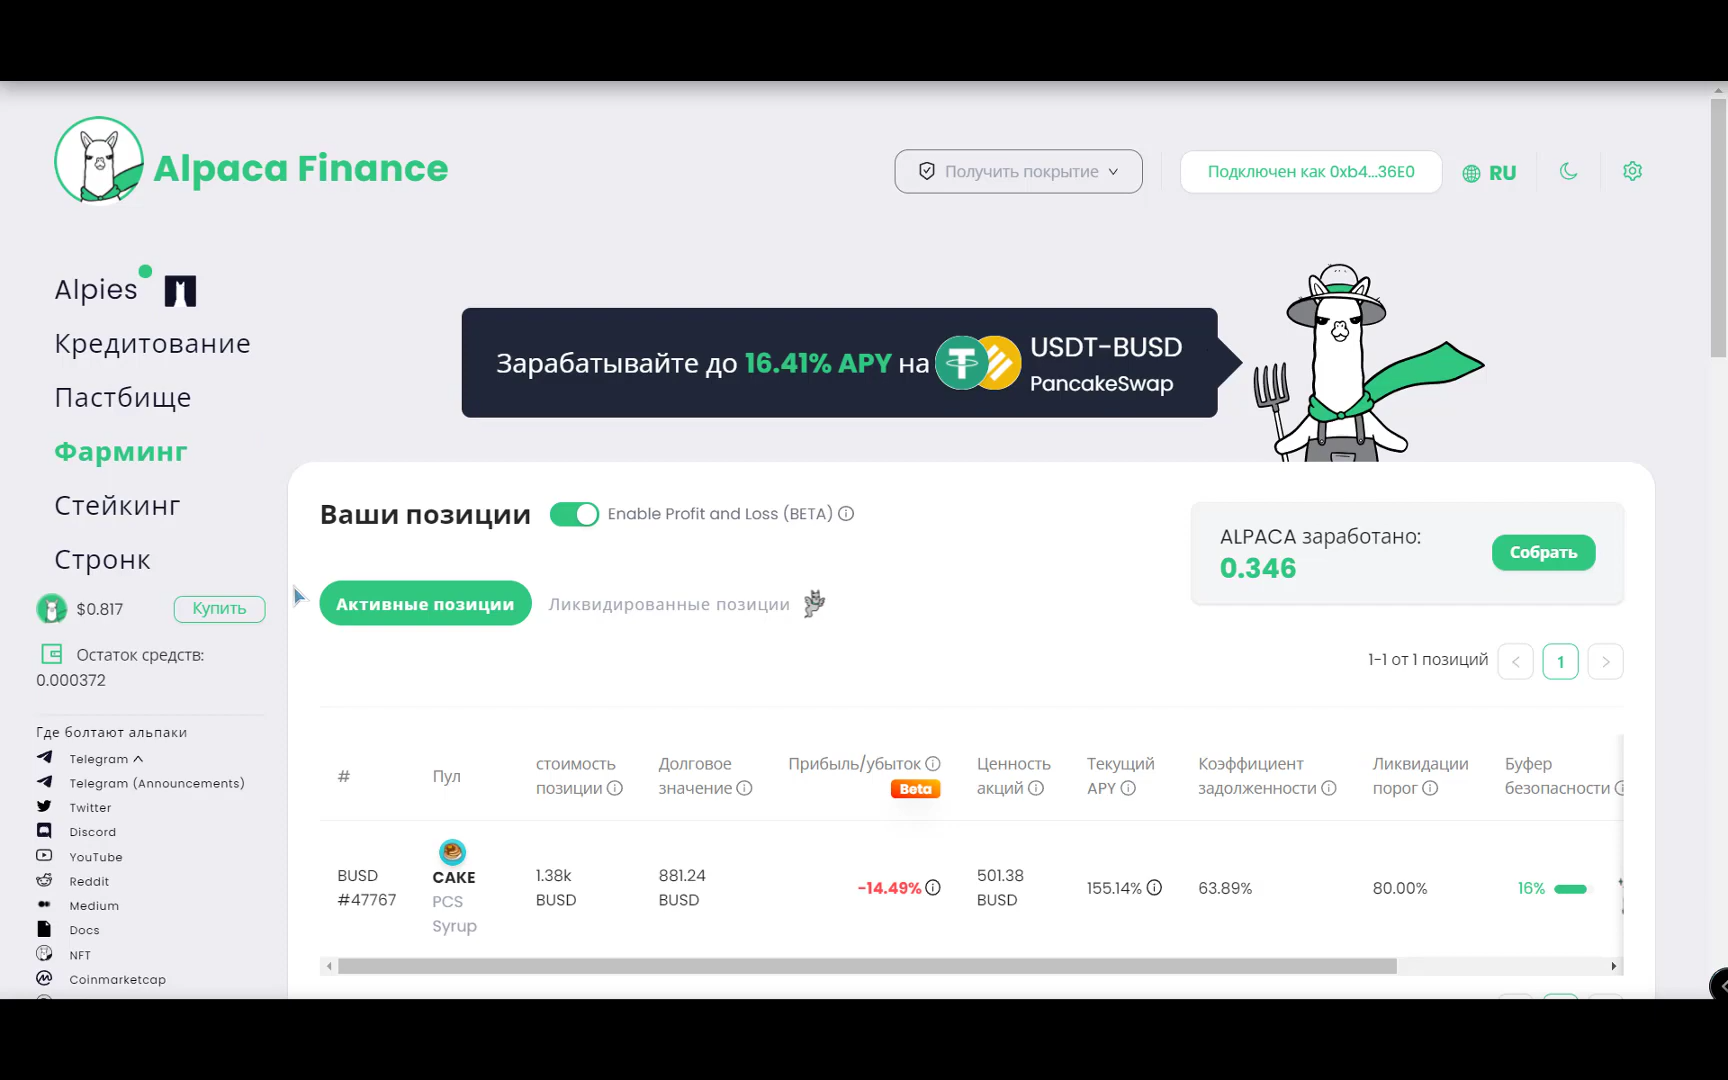 Alpaca Finance
Получить покрытие
Подключен как 0xb4...36E0
RU
Alpies
Кредитование
Пастбище
Фарминг
Стейкинг
Стронк
$0.817
Купить
Остаток средств:
0.000372
Где болтают альпаки
Telegram
Telegram (Announcements)
Twitter
Discord
YouTube
Reddit
Medium
Docs
NFT
Coinmarketcap
Зарабатывайте до 16.41% APY на
USDT-BUSD
PancakeSwap
Ваши позиции
Enable Profit and Loss (BETA)
ALPACA заработано:
0.346
Собрать
Активные позиции
Ликвидированные позиции
1-1 от 1 позиций
1
#
Пул
стоимость
позиции
Долговое
значение
Прибыль/убыток
Beta
Ценность
акций
Текущий
APY
Коэффициент
задолженности
Ликвидации
порог
Буфер
безопасности
BUSD
#47767
CAKE
PCS
Syrup
1.38k
BUSD
881.24
BUSD
-14.49%
501.38
BUSD
155.14%
63.89%
80.00%
16%